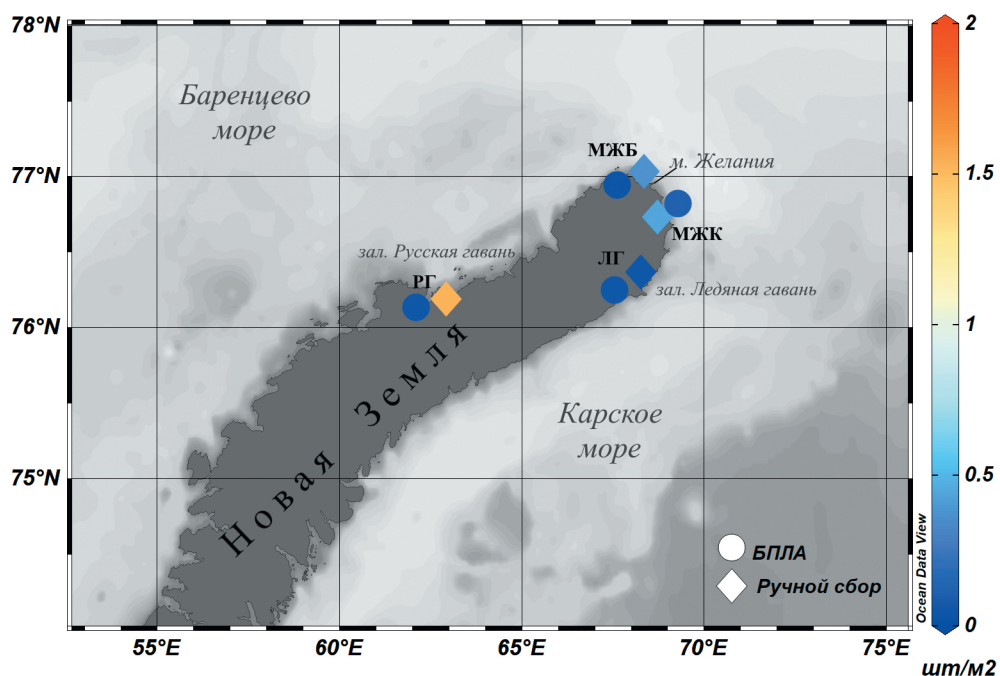 78°N
77°N
76°N
75°N
55°E
60°E
65°E
70°E
75°E
Баренцево
море
МЖБ
м. Желания
МЖК
зал. Русская гавань
ЛГ
РГ
зал. Ледяная гавань
Новая Земля
Карское
море
БПЛА
Ручной сбор
Ocean Data View
2
1.5
1
0.5
0
шт/м2